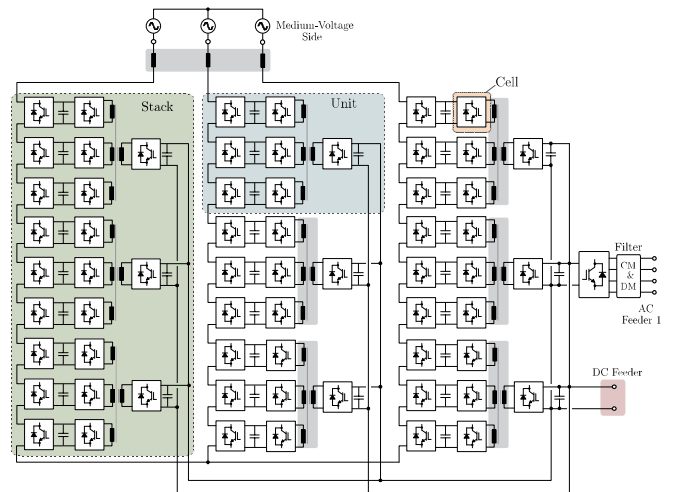 Medium-Voltage
Side
Cell
Stack
Unit
Filter
CM
&
DM
AC
Feeder 1
DC Feeder